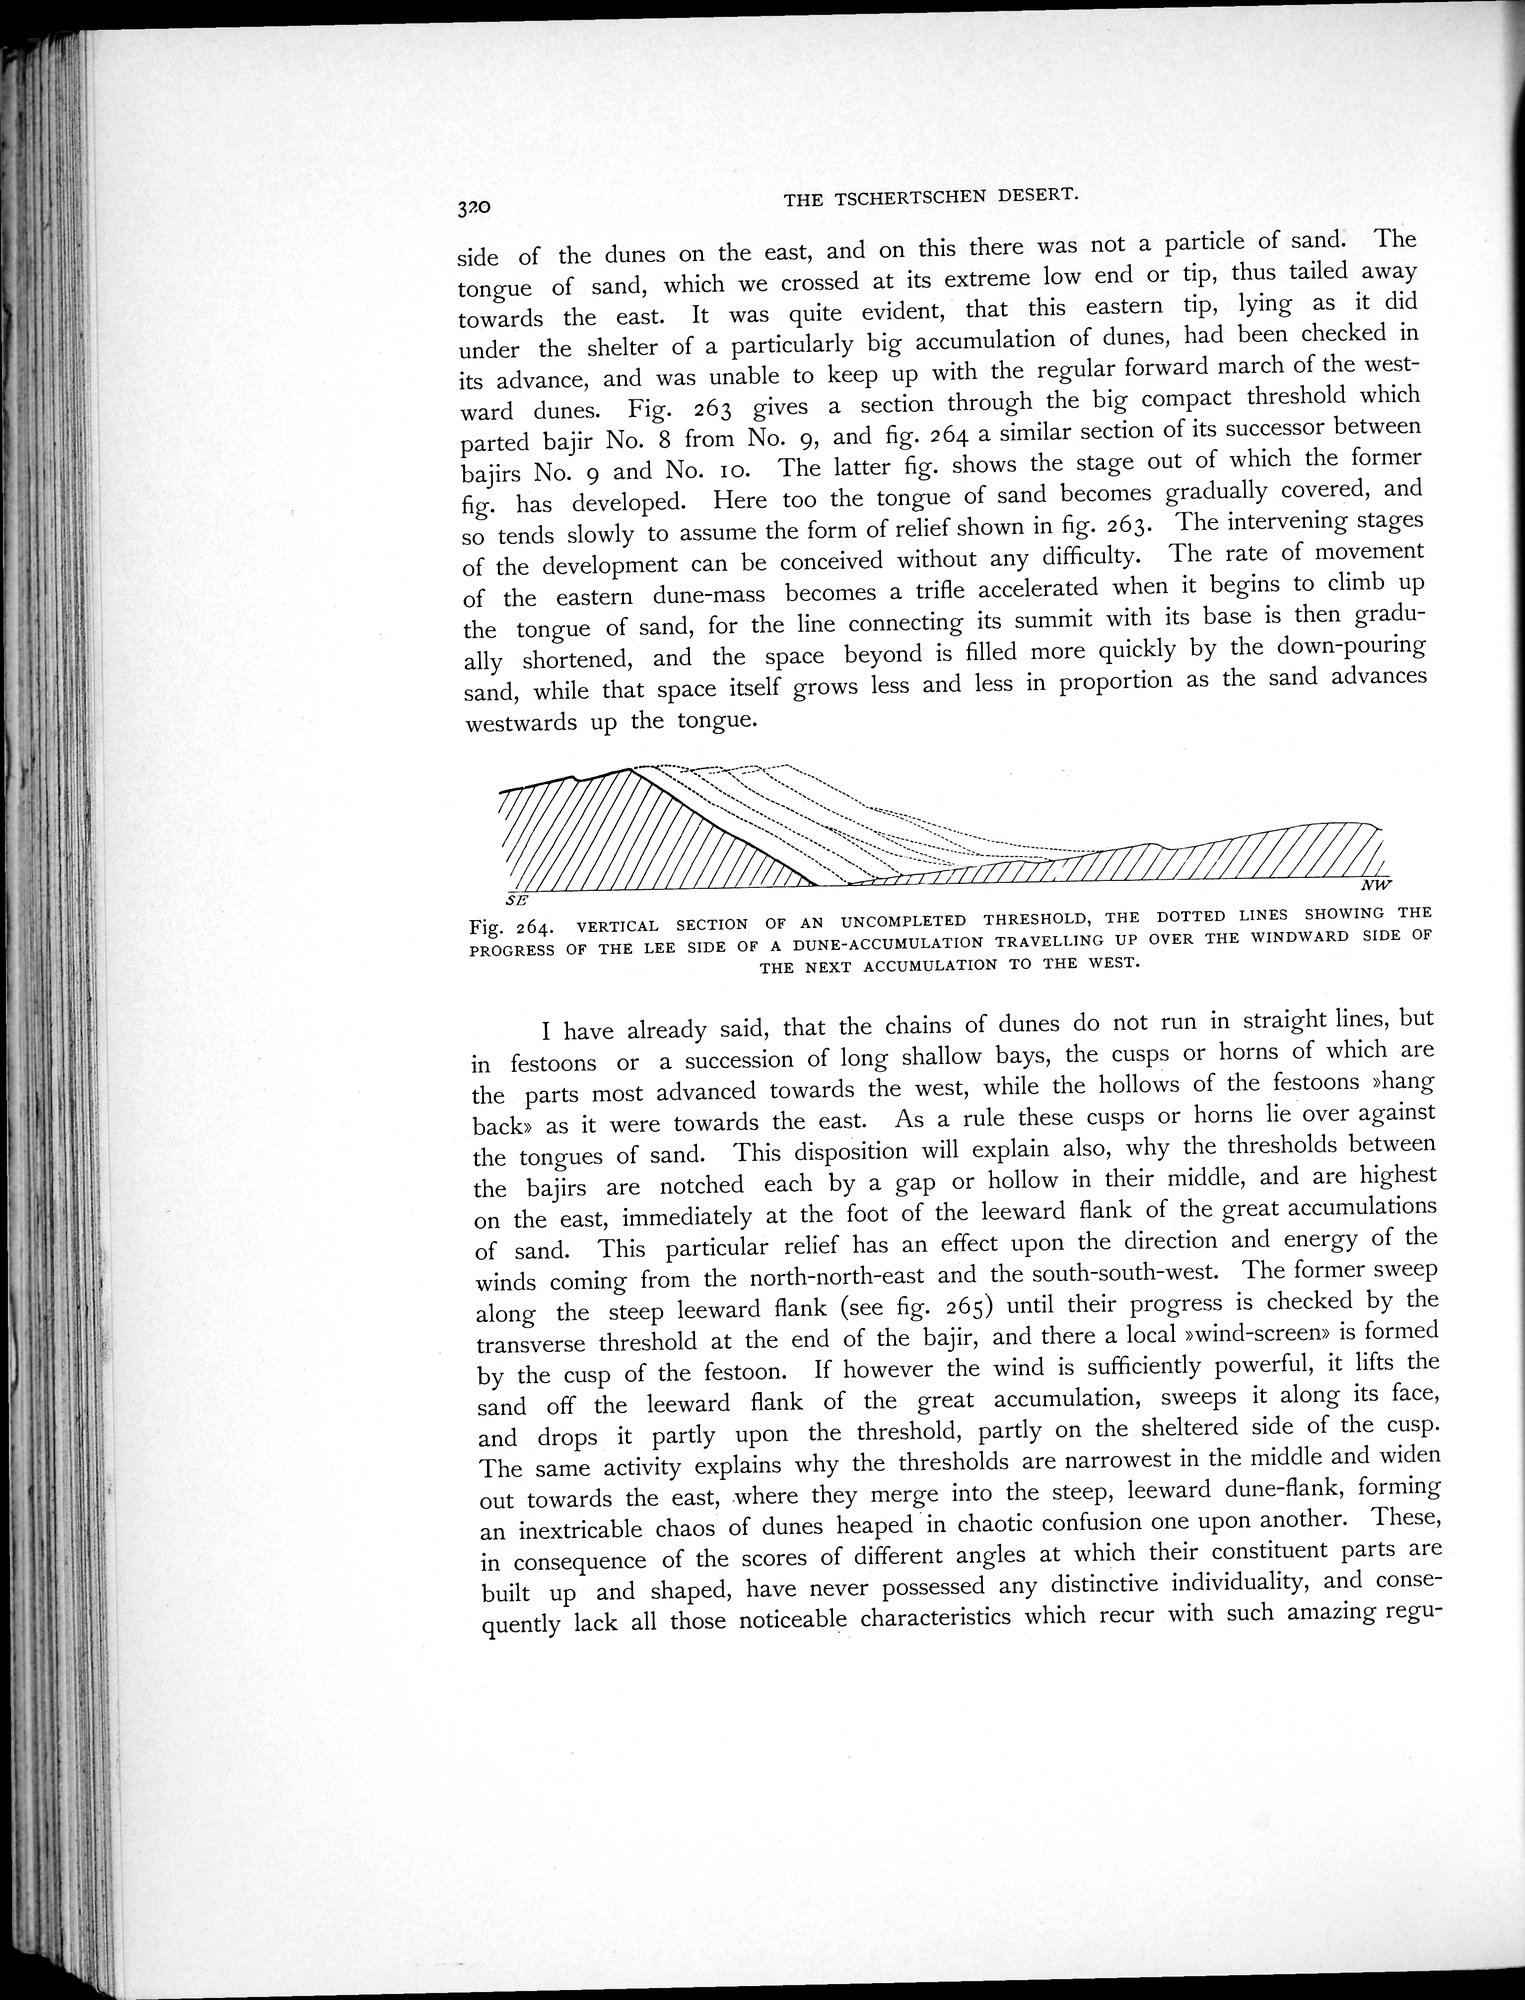 320
THE TSCHERTSCHEN DESERT.
side of the dunes on the east, and on this there was not a particle of sand. The
tongue of sand, which we crossed at its extreme low end or tip, thus tailed away
towards the east. It was quite evident, that this eastern tip, lying as it did
under the shelter of a particularly big accumulation of dunes, had been checked in
its advance, and was unable to keep up with the regular forward march of the west-
ward dunes. Fig. 263 gives a section through the big compact threshold which
parted bajir No. 8 from No. 9, and fig. 264 a similar section of its successor between
bajirs No. 9 and No. 10. The latter fig. shows the stage out of which the former
fig. has developed. Here too the tongue of sand becomes gradually covered, and
so tends slowly to assume the form of relief shown in fig. 263. The intervening stages
of the development can be conceived without any difficulty. The rate of movement
of the eastern dune-mass becomes a trifle accelerated when it begins to climb up
the tongue of sand, for the line connecting its summit with its base is then gradu-
ally shortened, and the space beyond is filled more quickly by the down-pouring
sand, while that space itself grows less and less in proportion as the sand advances
westwards up the tongue.
SE
NW
Fig. 264. VERTICAL SECTION OF AN UNCOMPLETED THRESHOLD, THE DOTTED LINES SHOWING THE
PROGRESS OF THE LEE SIDE OF A DUNE-ACCUMULATION TRAVELLING UP OVER THE WINDWARD SIDE OF
THE NEXT ACCUMULATION TO THE WEST.
I have already said, that the chains of dunes do not run in straight lines, but
in festoons or a succession of long shallow bays, the cusps or horns of which are
the parts most advanced towards the west, while the hollows of the festoons »hang
back» as it were towards the east. As a rule these cusps or horns lie over against
the tongues of sand. This disposition will explain also, why the thresholds between
the bajirs are notched each by a gap or hollow in their middle, and are highest
on the east, immediately at the foot of the leeward flank of the great accumulations
of sand. This particular relief has an effect upon the direction and energy of the
winds coming from the north-north-east and the south-south-west. The former sweep
along the steep leeward flank (see fig. 265) until their progress is checked by the
transverse threshold at the end of the bajir, and there a local »wind-screen» is formed
by the cusp of the festoon. If however the wind is sufficiently powerful, it lifts the
sand off the leeward flank of the great accumulation, sweeps it along its face,
and drops it partly upon the threshold, partly on the sheltered side of the cusp.
The same activity explains why the thresholds are narrowest in the middle and widen
out towards the east, where they merge into the steep, leeward dune-flank, forming
an inextricable chaos of dunes heaped in chaotic confusion one upon another. These,
in consequence of the scores of different angles at which their constituent parts are
built up and shaped, have never possessed any distinctive individuality, and conse-
quently lack all those noticeable characteristics which recur with such amazing regu-